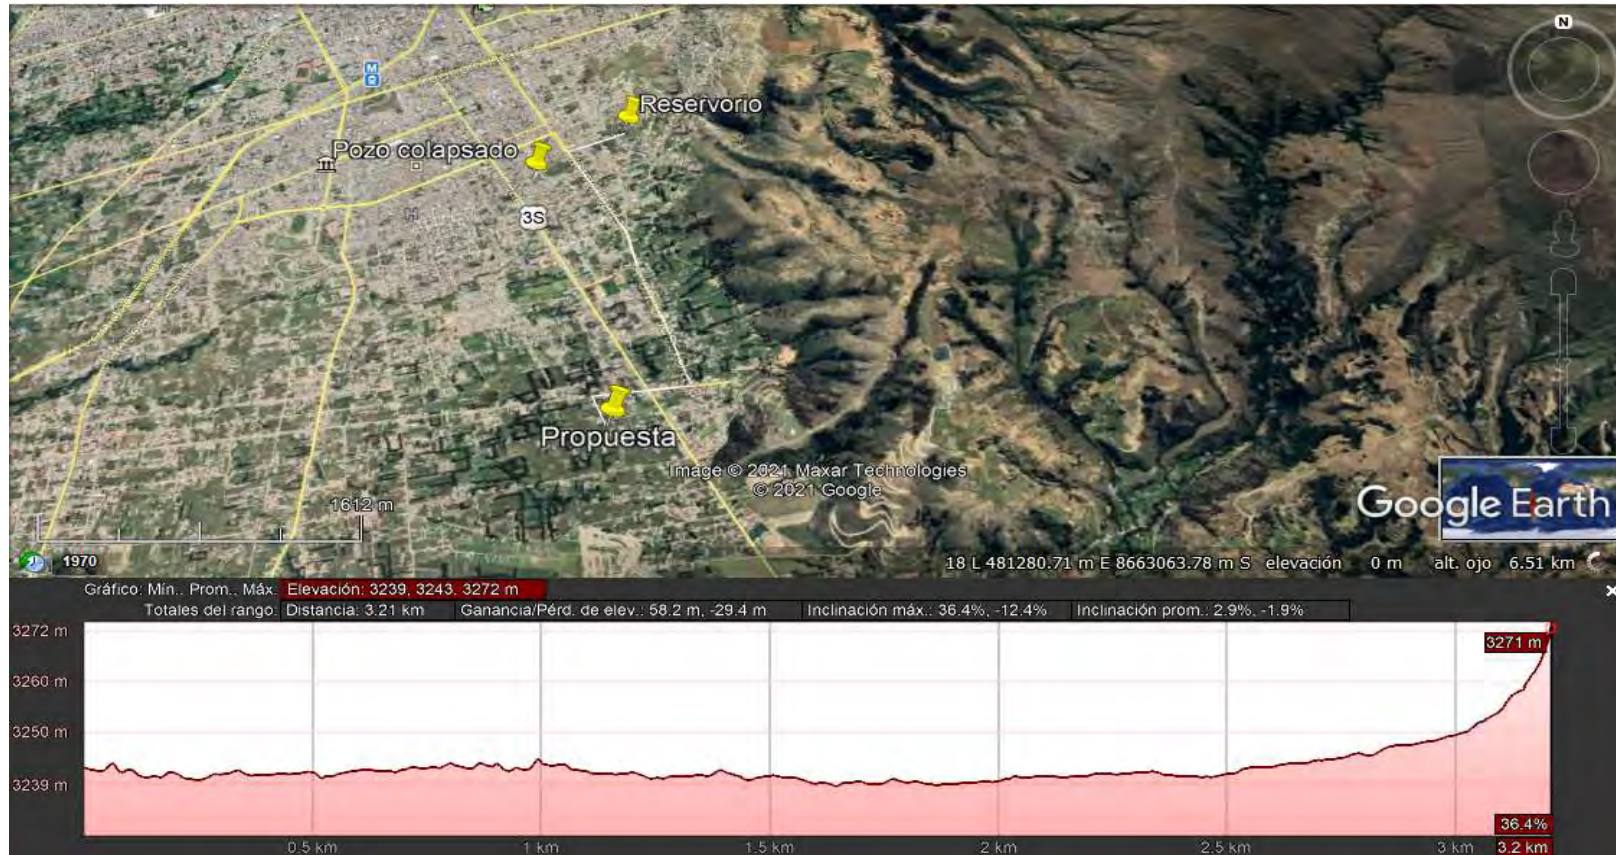 N
M
Reservorio
Pozo colapsado
H
3S
Propuesta
Image © 2021 Maxar Technologies
© 2021 Google
1612 m
Google Earth
1970
18 L 481280.71 m E 8663063.78 m S elevación 0 m alt. ojo 6.51 km
Gráfico: Mín., Prom., Máx. Elevación: 3239, 3243, 3272 m
Totales del rango: Distancia: 3.21 km Ganancia/Pérd. de elev.: 58.2 m, -29.4 m Inclinación máx.: 36.4%, -12.4% Inclinación prom.: 2.9%, -1.9%
3272 m
3271 m
3260 m
3250 m
3239 m
36.4%
0.5 km 1 km 1.5 km 2 km 2.5 km 3 km 3.2 km